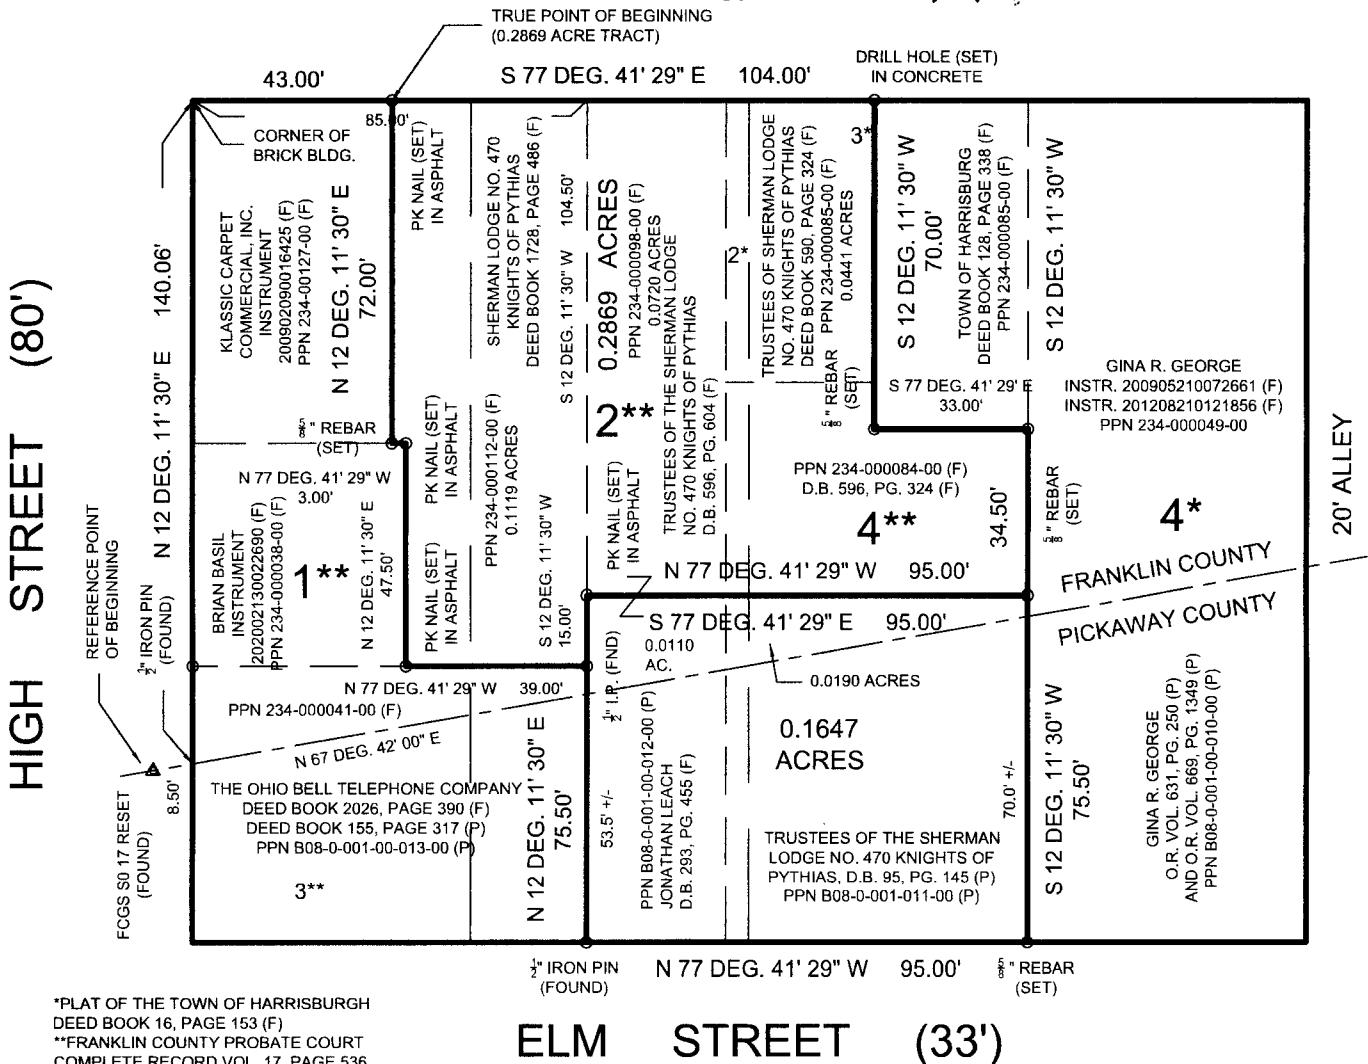 TRUE POINT OF BEGINNING
(0.2869 ACRE TRACT)
43.00'
S 77 DEG. 41' 29" E 104.00'
DRILL HOLE (SET)
IN CONCRETE
85.00'
CORNER OF
BRICK BLDG.
HIGH STREET (80')
N 12 DEG. 11' 30" E 140.06'
KLASSIC CARPET
COMMERCIAL, INC.
INSTRUMENT
200902090016425 (F)
PPN 234-00127-00 (F)
N 12 DEG. 11' 30" E
72.00'
PK NAIL (SET)
IN ASPHALT
SHERMAN LODGE NO. 470
KNIGHTS OF PYTHIAS
DEED BOOK 1728, PAGE 486 (F)
S 12 DEG. 11' 30" W 104.50'
0.2869 ACRES
PPN 234-000098-00 (F)
0.0720 ACRES
TRUSTEES OF THE SHERMAN LODGE
NO. 470 KNIGHTS OF PYTHIAS
D.B. 596, PG. 604 (F)
2**
2*
TRUSTEES OF SHERMAN LODGE
NO. 470 KNIGHTS OF PYTHIAS
DEED BOOK 590, PAGE 324 (F)
PPN 234-000085-00 (F)
0.0441 ACRES
3*
S 12 DEG. 11' 30" W
70.00'
TOWN OF HARRISBURG
DEED BOOK 128, PAGE 338 (F)
PPN 234-000085-00 (F)
S 12 DEG. 11' 30" W
GINA R. GEORGE
INSTR. 200905210072661 (F)
INSTR. 201208210121856 (F)
PPN 234-000049-00
S 77 DEG. 41' 29' E
33.00'
5/8" REBAR
(SET)
20' ALLEY
5/8" REBAR
(SET)
N 77 DEG. 41' 29" W
3.00'
PK NAIL (SET)
IN ASPHALT
PPN 234-000112-00 (F)
0.1119 ACRES
PK NAIL (SET)
IN ASPHALT
PPN 234-000084-00 (F)
D.B. 596, PG. 324 (F)
4**
34.50'
5/8" REBAR
(SET)
4*
REFERENCE POINT
OF BEGINNING
1/2" IRON PIN
(FOUND)
BRIAN BASIL
INSTRUMENT
202002130022690 (F)
PPN 234-000038-00 (F)
1**
N 12 DEG. 11' 30" E
47.50'
PK NAIL (SET)
IN ASPHALT
S 12 DEG. 11' 30" W
15.00'
N 77 DEG. 41' 29" W 95.00'
FRANKLIN COUNTY
S 77 DEG. 41' 29" E 95.00'
PICKAWAY COUNTY
0.0110
AC.
0.0190 ACRES
N 77 DEG. 41' 29" W 39.00'
PPN 234-000041-00 (F)
1/2" I.P. (FND)
N 67 DEG. 42' 00" E
0.1647
ACRES
FCGS S0 17 RESET
(FOUND)
8.50'
THE OHIO BELL TELEPHONE COMPANY
DEED BOOK 2026, PAGE 390 (F)
DEED BOOK 155, PAGE 317 (P)
PPN B08-0-001-00-013-00 (P)
3**
N 12 DEG. 11' 30" E
75.50'
53.5' +/-
PPN B08-0-001-00-012-00 (P)
JONATHAN LEACH
D.B. 293, PG. 455 (F)
TRUSTEES OF THE SHERMAN
LODGE NO. 470 KNIGHTS OF
PYTHIAS, D.B. 95, PG. 145 (P)
PPN B08-0-001-011-00 (P)
70.0' +/-
S 12 DEG. 11' 30" W
75.50'
GINA R. GEORGE
O.R. VOL. 631, PG. 250 (P)
AND O.R. VOL. 669, PG. 1349 (P)
PPN B08-0-001-00-010-00 (P)
1/2" IRON PIN
(FOUND)
N 77 DEG. 41' 29" W 95.00'
5/8" REBAR
(SET)
*PLAT OF THE TOWN OF HARRISBURGH
DEED BOOK 16, PAGE 153 (F)
**FRANKLIN COUNTY PROBATE COURT
COMPLETE RECORD VOL. 17, PAGE 536
ELM STREET (33')